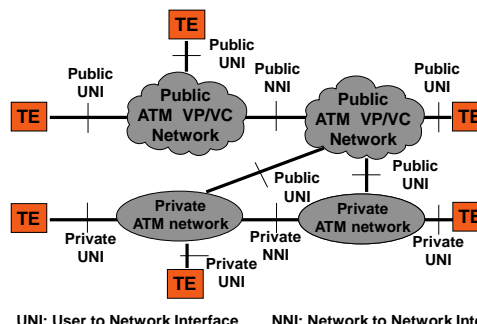 TE
Public
UNI
Public
UNI
Public
NNI
Public
UNI
TE
Public
ATM VP/VC
Network
Public
ATM VP/VC
Network
TE
Public
UNI
Public
UNI
TE
Private
ATM network
Private
ATM network
TE
Private
UNI
Private
NNI
Private
UNI
Private
UNI
TE
UNI: User to Network Interface
NNI: Network to Network Inte